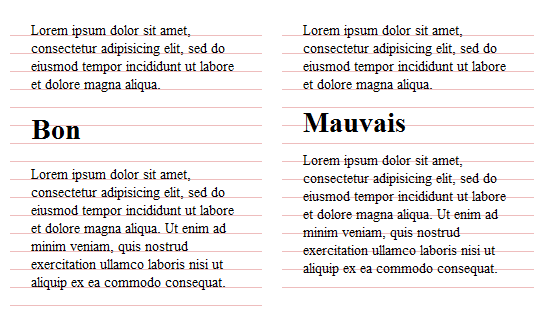 Lorem ipsum dolor sit amet,
consectetur adipisicing elit, sed do
eiusmod tempor incididunt ut labore
et dolore magna aliqua.
Bon
Lorem ipsum dolor sit amet,
consectetur adipisicing elit, sed do
eiusmod tempor incididunt ut labore
et dolore magna aliqua. Ut enim ad
minim veniam, quis nostrud
exercitation ullamco laboris nisi ut
aliquip ex ea commodo consequat.
Lorem ipsum dolor sit amet,
consectetur adipisicing elit, sed do
eiusmod tempor incididunt ut labore
et dolore magna aliqua.
Mauvais
Lorem ipsum dolor sit amet,
consectetur adipisicing elit, sed do
eiusmod tempor incididunt ut labore
et dolore magna aliqua. Ut enim ad
minim veniam, quis nostrud
exercitation ullamco laboris nisi ut
aliquip ex ea commodo consequat.